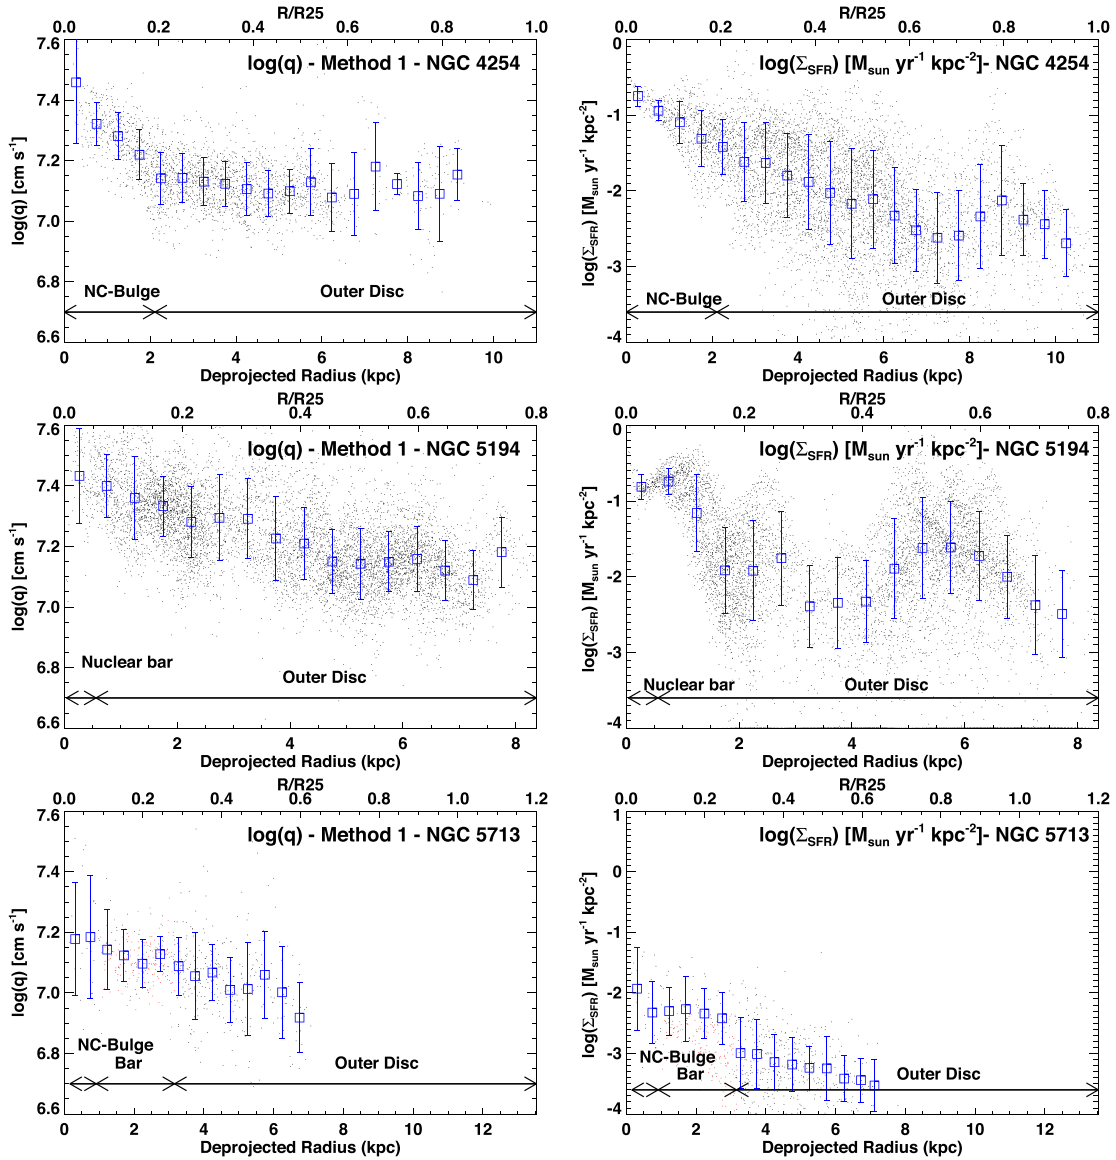 R/R25
0.0 0.2 0.4 0.6 0.8 1.0
log(q) - Method 1 - NGC 4254
log(q) [cm s⁻¹]
7.6
7.4
7.2
7.0
6.8
6.6
NC-Bulge
Outer Disc
0 2 4 6 8 10
Deprojected Radius (kpc)
R/R25
0.0 0.2 0.4 0.6 0.8 1.0
log(Σ_SFR) [M_sun yr⁻¹ kpc⁻²]- NGC 4254
log(Σ_SFR) [M_sun yr⁻¹ kpc⁻²]
0
-1
-2
-3
-4
NC-Bulge
Outer Disc
0 2 4 6 8 10
Deprojected Radius (kpc)
R/R25
0.0 0.2 0.4 0.6 0.8
log(q) - Method 1 - NGC 5194
log(q) [cm s⁻¹]
7.6
7.4
7.2
7.0
6.8
6.6
Nuclear bar
Outer Disc
0 2 4 6 8
Deprojected Radius (kpc)
R/R25
0.0 0.2 0.4 0.6 0.8
log(Σ_SFR) [M_sun yr⁻¹ kpc⁻²]- NGC 5194
log(Σ_SFR) [M_sun yr⁻¹ kpc⁻²]
0
-1
-2
-3
-4
Nuclear bar
Outer Disc
0 2 4 6 8
Deprojected Radius (kpc)
R/R25
0.0 0.2 0.4 0.6 0.8 1.0 1.2
log(q) - Method 1 - NGC 5713
log(q) [cm s⁻¹]
7.6
7.4
7.2
7.0
6.8
6.6
NC-Bulge
Bar
Outer Disc
0 2 4 6 8 10 12
Deprojected Radius (kpc)
R/R25
0.0 0.2 0.4 0.6 0.8 1.0 1.2
log(Σ_SFR) [M_sun yr⁻¹ kpc⁻²]- NGC 5713
log(Σ_SFR) [M_sun yr⁻¹ kpc⁻²]
1
0
-1
-2
-3
-4
NC-Bulge
Bar
Outer Disc
0 2 4 6 8 10 12
Deprojected Radius (kpc)